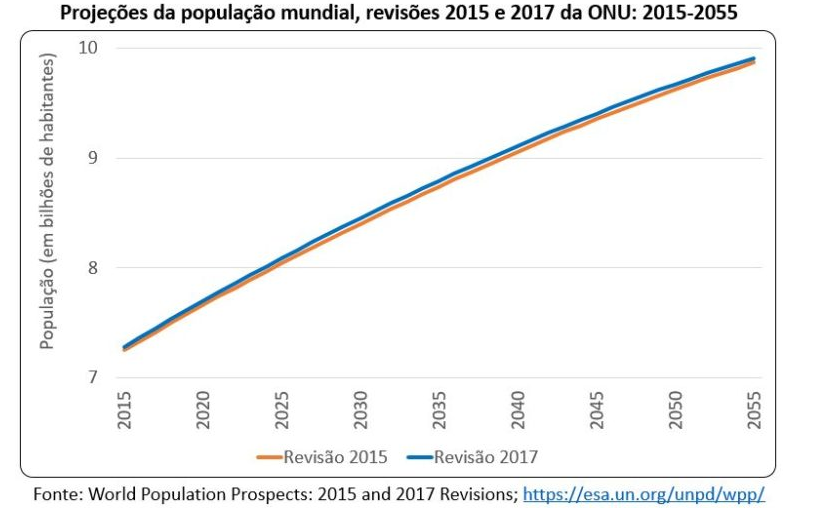 Projeções da população mundial, revisões 2015 e 2017 da ONU: 2015-2055
População (em bilhões de habitantes)
10
9
8
7
2015 2020 2025 2030 2035 2040 2045 2050 2055
Revisão 2015 Revisão 2017
Fonte: World Population Prospects: 2015 and 2017 Revisions; https://esa.un.org/unpd/wpp/